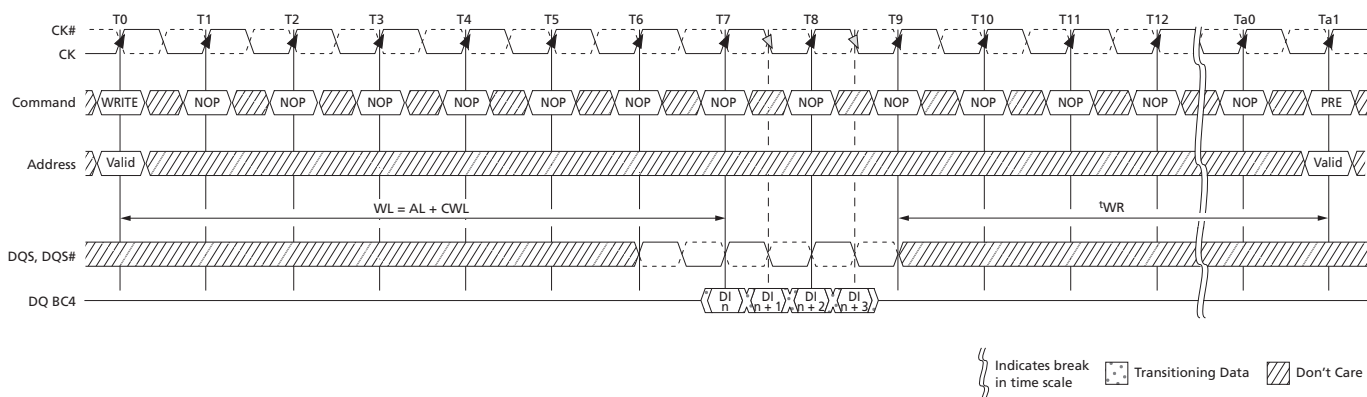 T0 T1 T2 T3 T4 T5 T6 T7 T8 T9 T10 T11 T12 Ta0 Ta1
CK#
CK
Command WRITE NOP NOP NOP NOP NOP NOP NOP NOP NOP NOP NOP NOP NOP PRE
Address Valid Valid
WL = AL + CWL tWR
DQS, DQS#
DQ BC4 DI n DI n + 1 DI n + 2 DI n + 3
Indicates break
in time scale
Transitioning Data
Don't Care